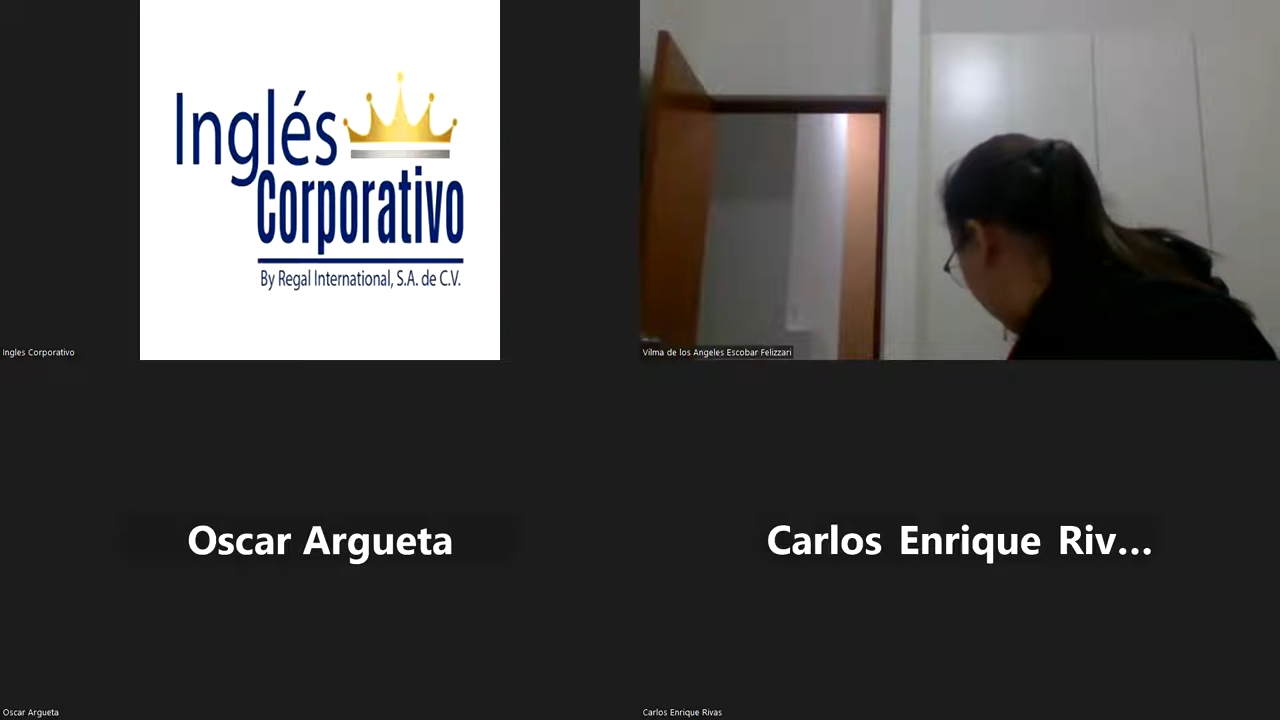 Inglés
Corporativo
By Regal International, S.A. de C.V.
Ingles Corporativo
Vilma de los Angeles Escobar Felizzari
Oscar Argueta
Carlos Enrique Riv...
Oscar Argueta
Carlos Enrique Rivas